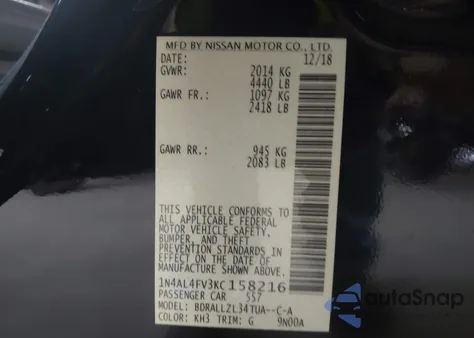 MFD BY NISSAN MOTOR CO., LTD.
DATE: 12/18
GVWR: 2014 KG
4440 LB
GAWR FR.: 1097 KG
2418 LB
GAWR RR.: 945 KG
2083 LB
THIS VEHICLE CONFORMS TO
ALL APPLICABLE FEDERAL
MOTOR VEHICLE SAFETY,
BUMPER, AND THEFT
PREVENTION STANDARDS IN
EFFECT ON THE DATE OF
MANUFACTURE SHOWN ABOVE.
1N4AL4FV3KC158216
PASSENGER CAR 557
MODEL: BDRALLZL34TUA--C-A
COLOR: KH3 TRIM: G 9N00A
autoSnap